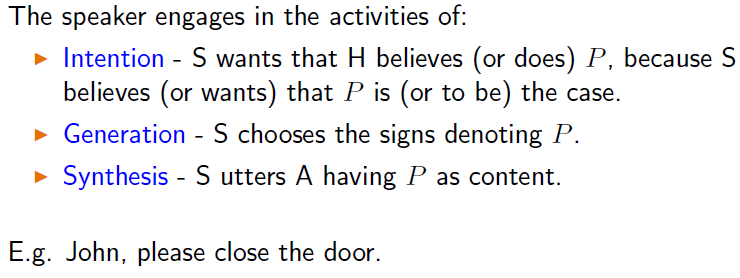 The speaker engages in the activities of:
▶ Intention - S wants that H believes (or does) P, because S
believes (or wants) that P is (or to be) the case.
▶ Generation - S chooses the signs denoting P.
▶ Synthesis - S utters A having P as content.
E.g. John, please close the door.